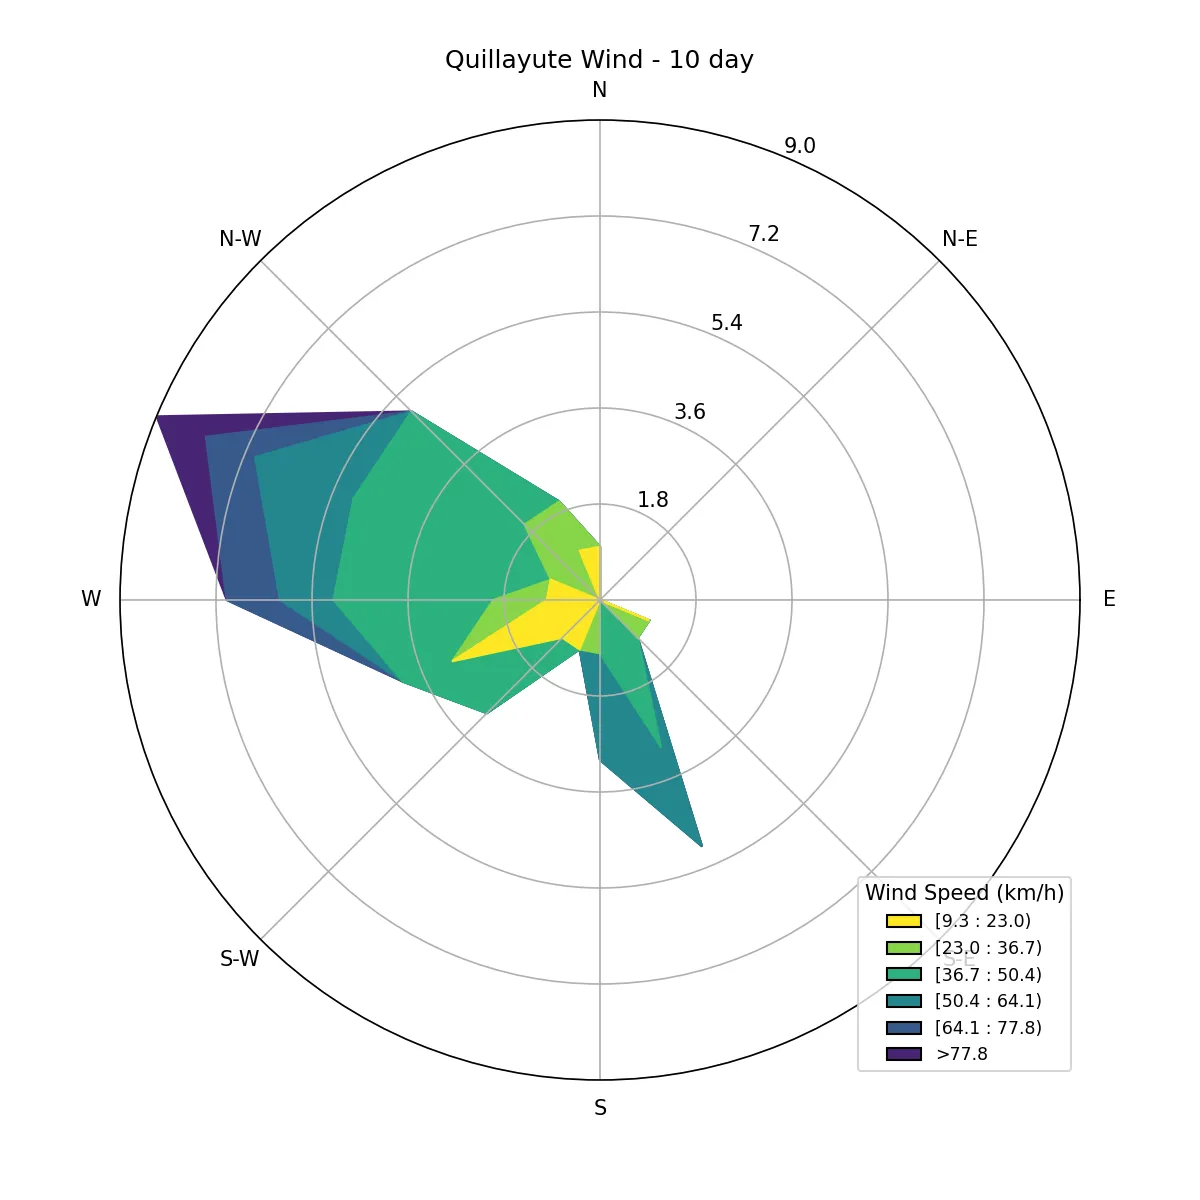 Quillayute Wind - 10 day
N
9.0
N-W
7.2
N-E
5.4
3.6
1.8
W
E
S-W
S-E
S
Wind Speed (km/h)
[9.3 : 23.0)
[23.0 : 36.7)
[36.7 : 50.4)
[50.4 : 64.1)
[64.1 : 77.8)
>77.8